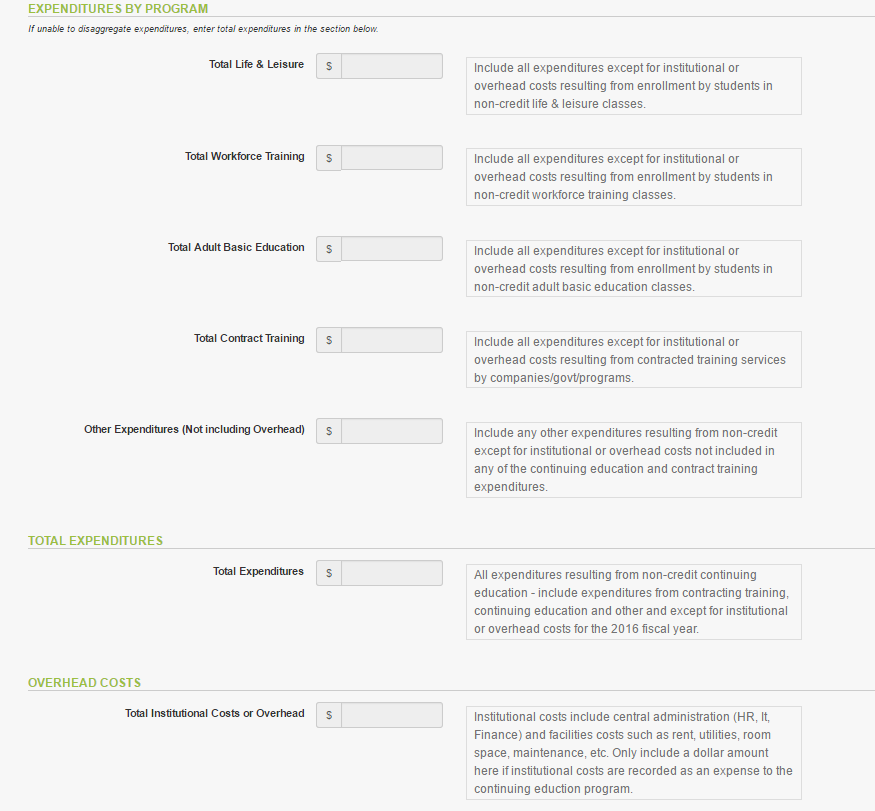 EXPENDITURES BY PROGRAM
If unable to disaggregate expenditures, enter total expenditures in the section below.
Total Life & Leisure
$
Include all expenditures except for institutional or
overhead costs resulting from enrollment by students in
non-credit life & leisure classes.
Total Workforce Training
$
Include all expenditures except for institutional or
overhead costs resulting from enrollment by students in
non-credit workforce training classes.
Total Adult Basic Education
$
Include all expenditures except for institutional or
overhead costs resulting from enrollment by students in
non-credit adult basic education classes.
Total Contract Training
$
Include all expenditures except for institutional or
overhead costs resulting from contracted training services
by companies/govt/programs.
Other Expenditures (Not including Overhead)
$
Include any other expenditures resulting from non-credit
except for institutional or overhead costs not included in
any of the continuing education and contract training
expenditures.
TOTAL EXPENDITURES
Total Expenditures
$
All expenditures resulting from non-credit continuing
education - include expenditures from contracting training,
continuing education and other and except for institutional
or overhead costs for the 2016 fiscal year.
OVERHEAD COSTS
Total Institutional Costs or Overhead
$
Institutional costs include central administration (HR, It,
Finance) and facilities costs such as rent, utilities, room
space, maintenance, etc. Only include a dollar amount
here if institutional costs are recorded as an expense to the
continuing eduction program.